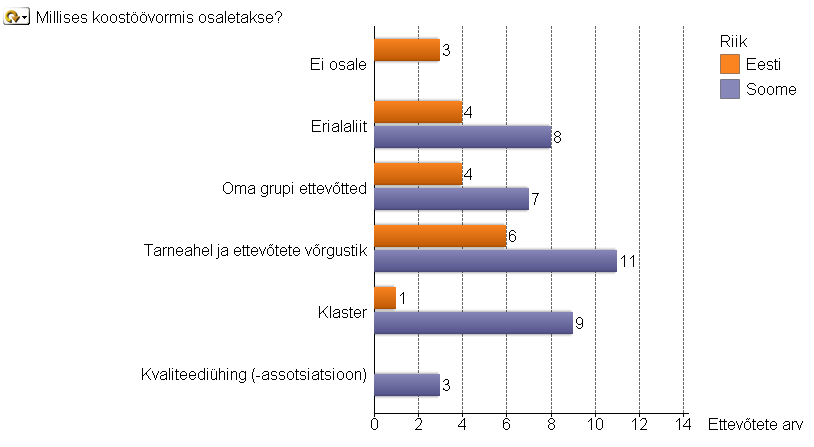 Millises koostöövormis osaletakse?
Riik
Eesti
Soome
Ei osale
3
Erialaliit
4
8
Oma grupi ettevõtted
4
7
Tarneahel ja ettevõtete võrgustik
6
11
Klaster
1
9
Kvaliteediühing (-assotsiatsioon)
3
0 2 4 6 8 10 12 14 Ettevõtete arv